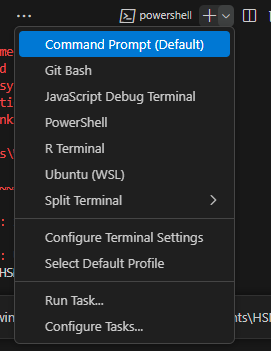 powershell
Command Prompt (Default)
Git Bash
JavaScript Debug Terminal
PowerShell
R Terminal
Ubuntu (WSL)
Split Terminal
Configure Terminal Settings
Select Default Profile
Run Task...
Configure Tasks...